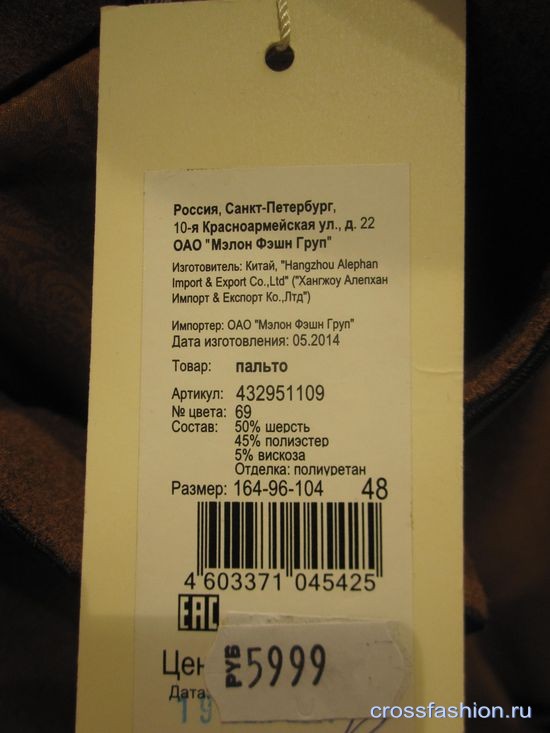 Россия, Санкт-Петербург,
10-я Красноармейская ул., д. 22
ОАО "Мэлон Фэшн Груп"
Изготовитель: Китай, "Hangzhou Alephan
Import & Export Co.,Ltd" ("Хангжоу Алепхан
Импорт & Експорт Ко.,Лтд")
Импортер: ОАО "Мэлон Фэшн Груп"
Дата изготовления: 05.2014
Товар: пальто
Артикул: 432951109
№ цвета: 69
Состав: 50% шерсть
45% полиэстер
5% вискоза
Отделка: полиуретан
Размер: 164-96-104 48
4 603371 045425
EAC
Цен
РУБ 5999
Дата:
19
crossfashion.ru